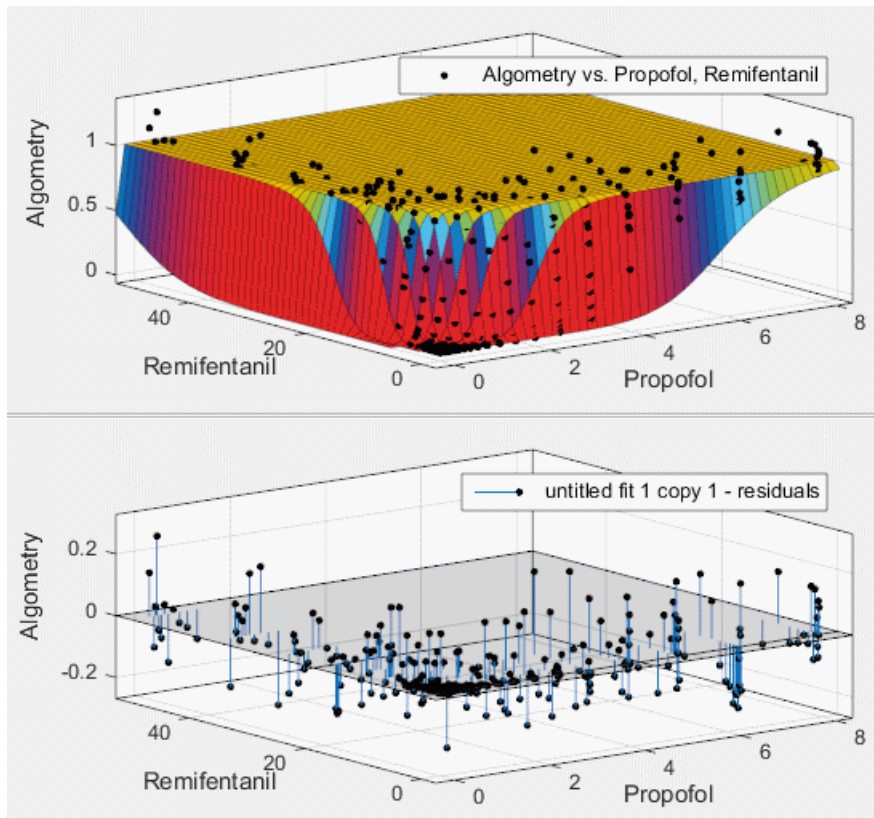 Algometry vs. Propofol, Remifentanil
Algometry
1
0.5
0
40
20
0
Remifentanil
0
2
4
6
8
Propofol
untitled fit 1 copy 1 - residuals
Algometry
0.2
0
-0.2
40
20
0
Remifentanil
0
2
4
6
8
Propofol